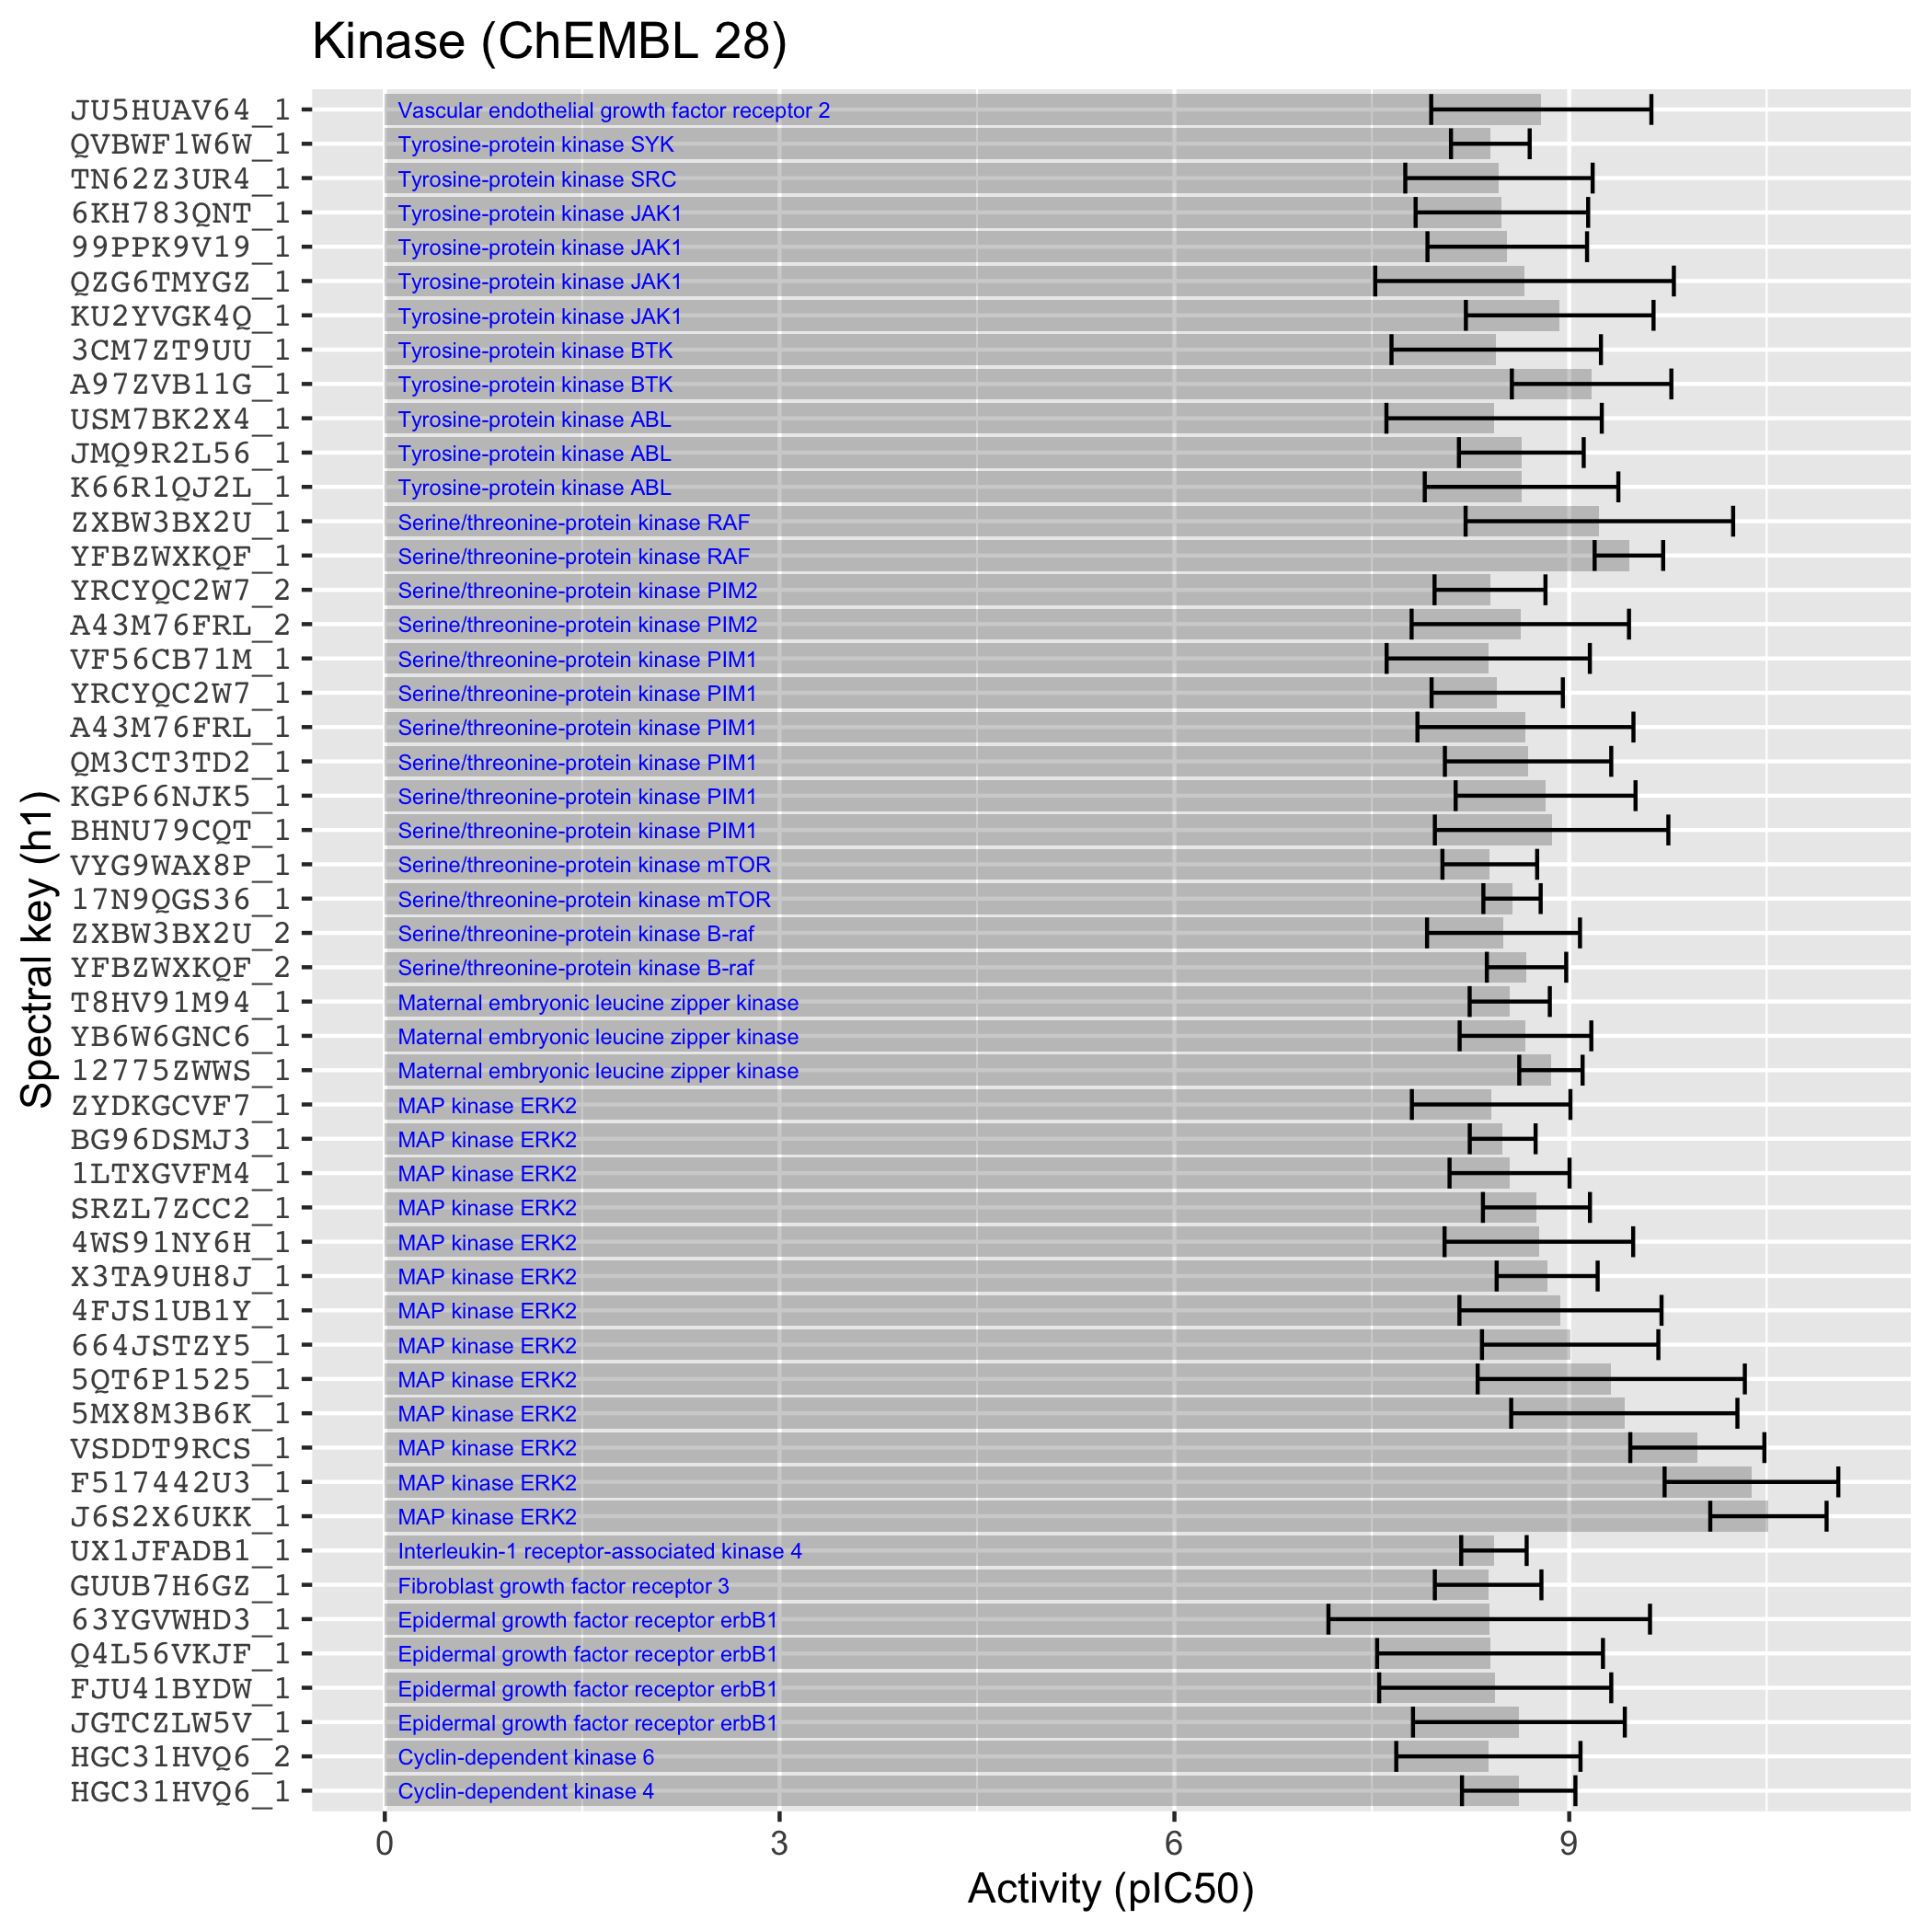 Kinase (ChEMBL 28)
Spectral key (h1)
JU5HUAV64_1 Vascular endothelial growth factor receptor 2
QVBWF1W6W_1 Tyrosine-protein kinase SYK
TN62Z3UR4_1 Tyrosine-protein kinase SRC
6KH783QNT_1 Tyrosine-protein kinase JAK1
99PPK9V19_1 Tyrosine-protein kinase JAK1
QZG6TMYGZ_1 Tyrosine-protein kinase JAK1
KU2YVGK4Q_1 Tyrosine-protein kinase JAK1
3CM7ZT9UU_1 Tyrosine-protein kinase BTK
A97ZVB11G_1 Tyrosine-protein kinase BTK
USM7BK2X4_1 Tyrosine-protein kinase ABL
JMQ9R2L56_1 Tyrosine-protein kinase ABL
K66R1QJ2L_1 Tyrosine-protein kinase ABL
ZXBW3BX2U_1 Serine/threonine-protein kinase RAF
YFBZWXKQF_1 Serine/threonine-protein kinase RAF
YRCYQC2W7_2 Serine/threonine-protein kinase PIM2
A43M76FRL_2 Serine/threonine-protein kinase PIM2
VF56CB71M_1 Serine/threonine-protein kinase PIM1
YRCYQC2W7_1 Serine/threonine-protein kinase PIM1
A43M76FRL_1 Serine/threonine-protein kinase PIM1
QM3CT3TD2_1 Serine/threonine-protein kinase PIM1
KGP66NJK5_1 Serine/threonine-protein kinase PIM1
BHNU79CQT_1 Serine/threonine-protein kinase PIM1
VYG9WAX8P_1 Serine/threonine-protein kinase mTOR
17N9QGS36_1 Serine/threonine-protein kinase mTOR
ZXBW3BX2U_2 Serine/threonine-protein kinase B-raf
YFBZWXKQF_2 Serine/threonine-protein kinase B-raf
T8HV91M94_1 Maternal embryonic leucine zipper kinase
YB6W6GNC6_1 Maternal embryonic leucine zipper kinase
12775ZWWS_1 Maternal embryonic leucine zipper kinase
ZYDKGCVF7_1 MAP kinase ERK2
BG96DSMJ3_1 MAP kinase ERK2
1LTXGVFM4_1 MAP kinase ERK2
SRZL7ZCC2_1 MAP kinase ERK2
4WS91NY6H_1 MAP kinase ERK2
X3TA9UH8J_1 MAP kinase ERK2
4FJS1UB1Y_1 MAP kinase ERK2
664JSTZY5_1 MAP kinase ERK2
5QT6P1525_1 MAP kinase ERK2
5MX8M3B6K_1 MAP kinase ERK2
VSDDT9RCS_1 MAP kinase ERK2
F517442U3_1 MAP kinase ERK2
J6S2X6UKK_1 MAP kinase ERK2
UX1JFADB1_1 Interleukin-1 receptor-associated kinase 4
GUUB7H6GZ_1 Fibroblast growth factor receptor 3
63YGVWHD3_1 Epidermal growth factor receptor erbB1
Q4L56VKJF_1 Epidermal growth factor receptor erbB1
FJU41BYDW_1 Epidermal growth factor receptor erbB1
JGTCZLW5V_1 Epidermal growth factor receptor erbB1
HGC31HVQ6_2 Cyclin-dependent kinase 6
HGC31HVQ6_1 Cyclin-dependent kinase 4
0 3 6 9
Activity (pIC50)